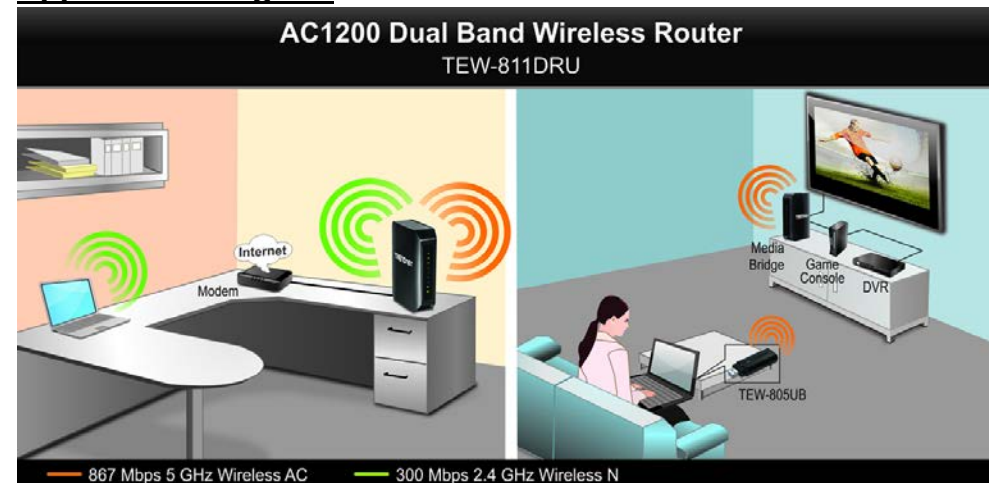 AC1200 Dual Band Wireless Router
TEW-811DRU
Internet
Modem
TRENDnet
Media
Bridge
Game
Console
DVR
TEW-805UB
867 Mbps 5 GHz Wireless AC
300 Mbps 2.4 GHz Wireless N